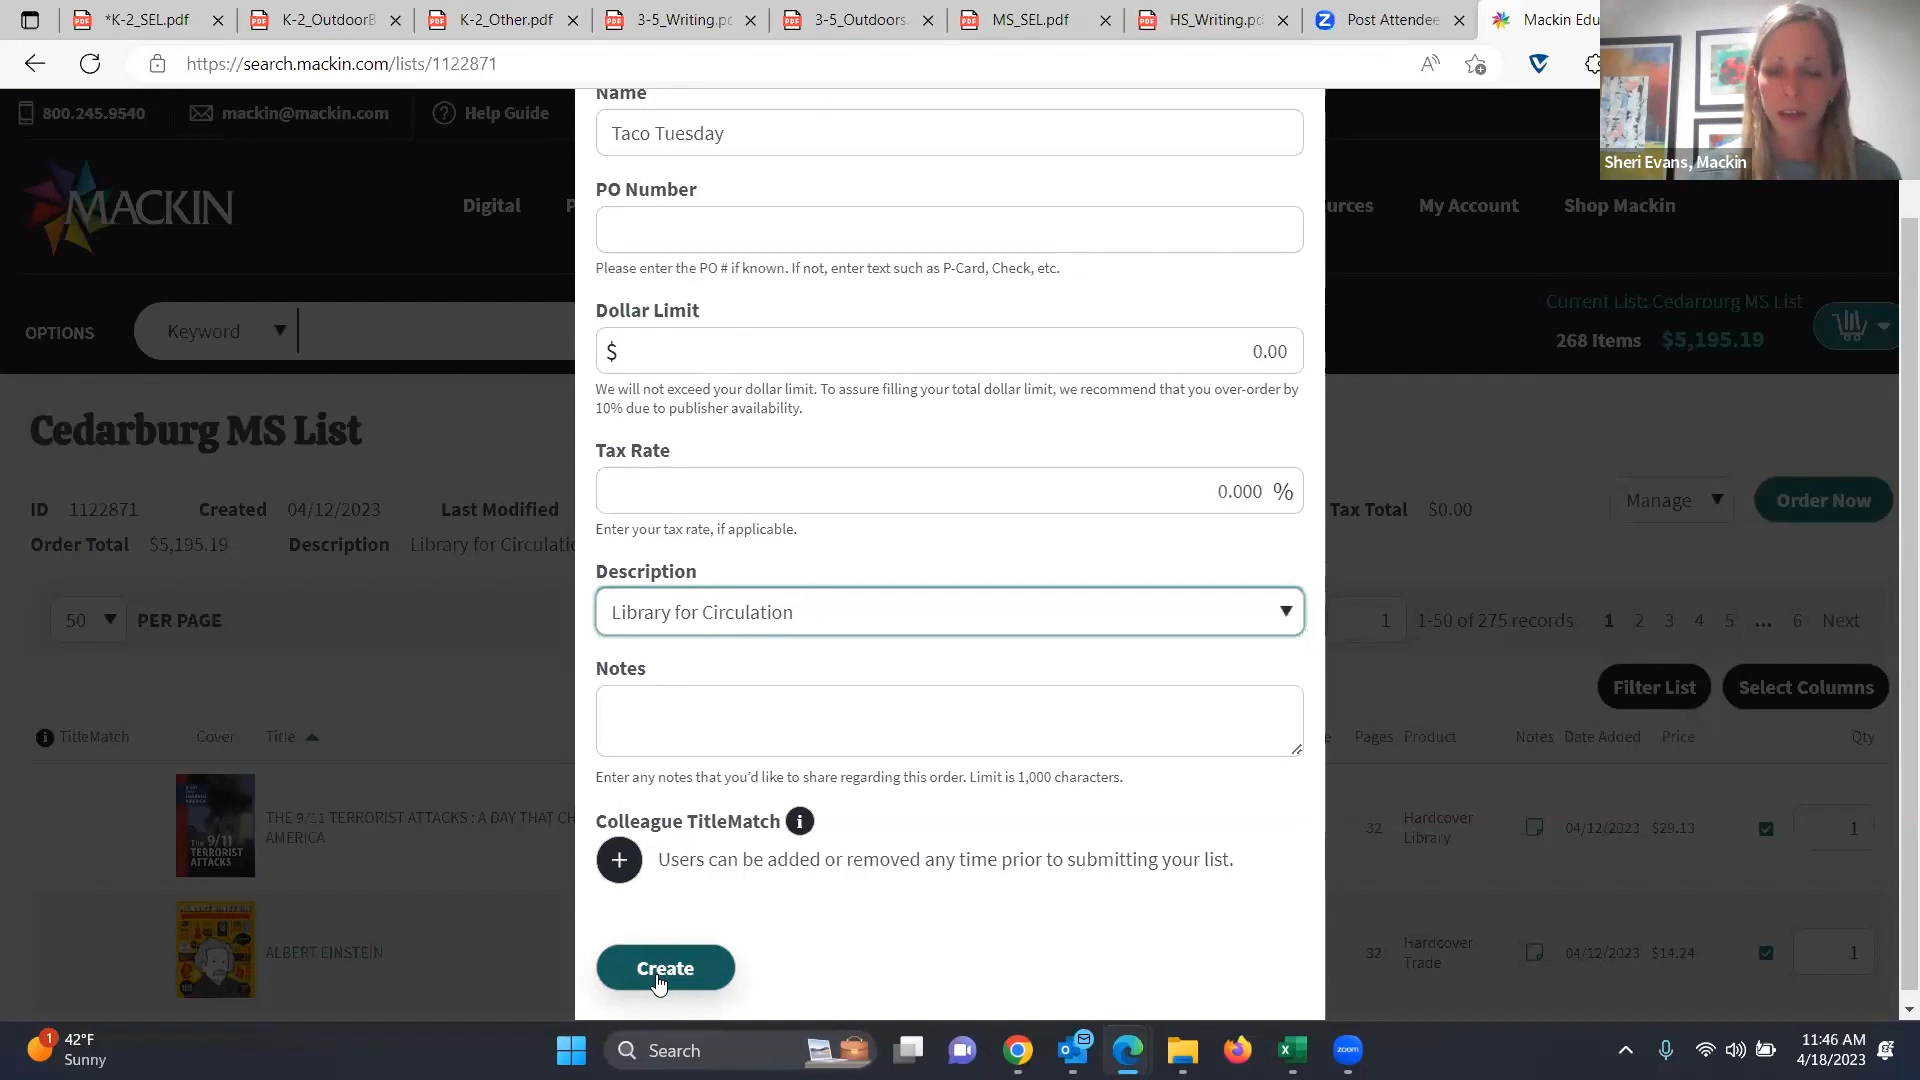 *K-2_SEL.pdf
K-2_OutdoorB
K-2_Other.pdf
3-5_Writing.pd
3-5_Outdoors.
MS_SEL.pdf
HS_Writing.pd
Post Attendee
Mackin Edu
https://search.mackin.com/lists/1122871
Sheri Evans, Mackin
800.245.9540
mackin@mackin.com
Help Guide
MACKIN
Digital
P
urces
My Account
Shop Mackin
OPTIONS
Keyword
Current List: Cedarburg MS List
268 Items $5,195.19
Name
Taco Tuesday
PO Number
Please enter the PO # if known. If not, enter text such as P-Card, Check, etc.
Dollar Limit
$ 0.00
We will not exceed your dollar limit. To assure filling your total dollar limit, we recommend that you over-order by
10% due to publisher availability.
Tax Rate
0.000 %
Enter your tax rate, if applicable.
Description
Library for Circulation
Notes
Enter any notes that you'd like to share regarding this order. Limit is 1,000 characters.
Colleague TitleMatch i
+ Users can be added or removed any time prior to submitting your list.
Create
Cedarburg MS List
ID 1122871 Created 04/12/2023 Last Modified
Tax Total $0.00
Manage
Order Now
Order Total $5,195.19 Description Library for Circulatio
50 PER PAGE
1 1-50 of 275 records 1 2 3 4 5 ... 6 Next
Filter List
Select Columns
i TitleMatch Cover Title
e Pages Product Notes Date Added Price Qty
The 9/11
TERRORIST
ATTACKS
THE 9/11 TERRORIST ATTACKS : A DAY THAT CH
AMERICA
32 Hardcover
Library
04/12/2023 $29.13 1
ALBERT EINSTEIN
32 Hardcover
Trade
04/12/2023 $14.24 1
1
42°F
Sunny
Search
zoom
11:46 AM
4/18/2023